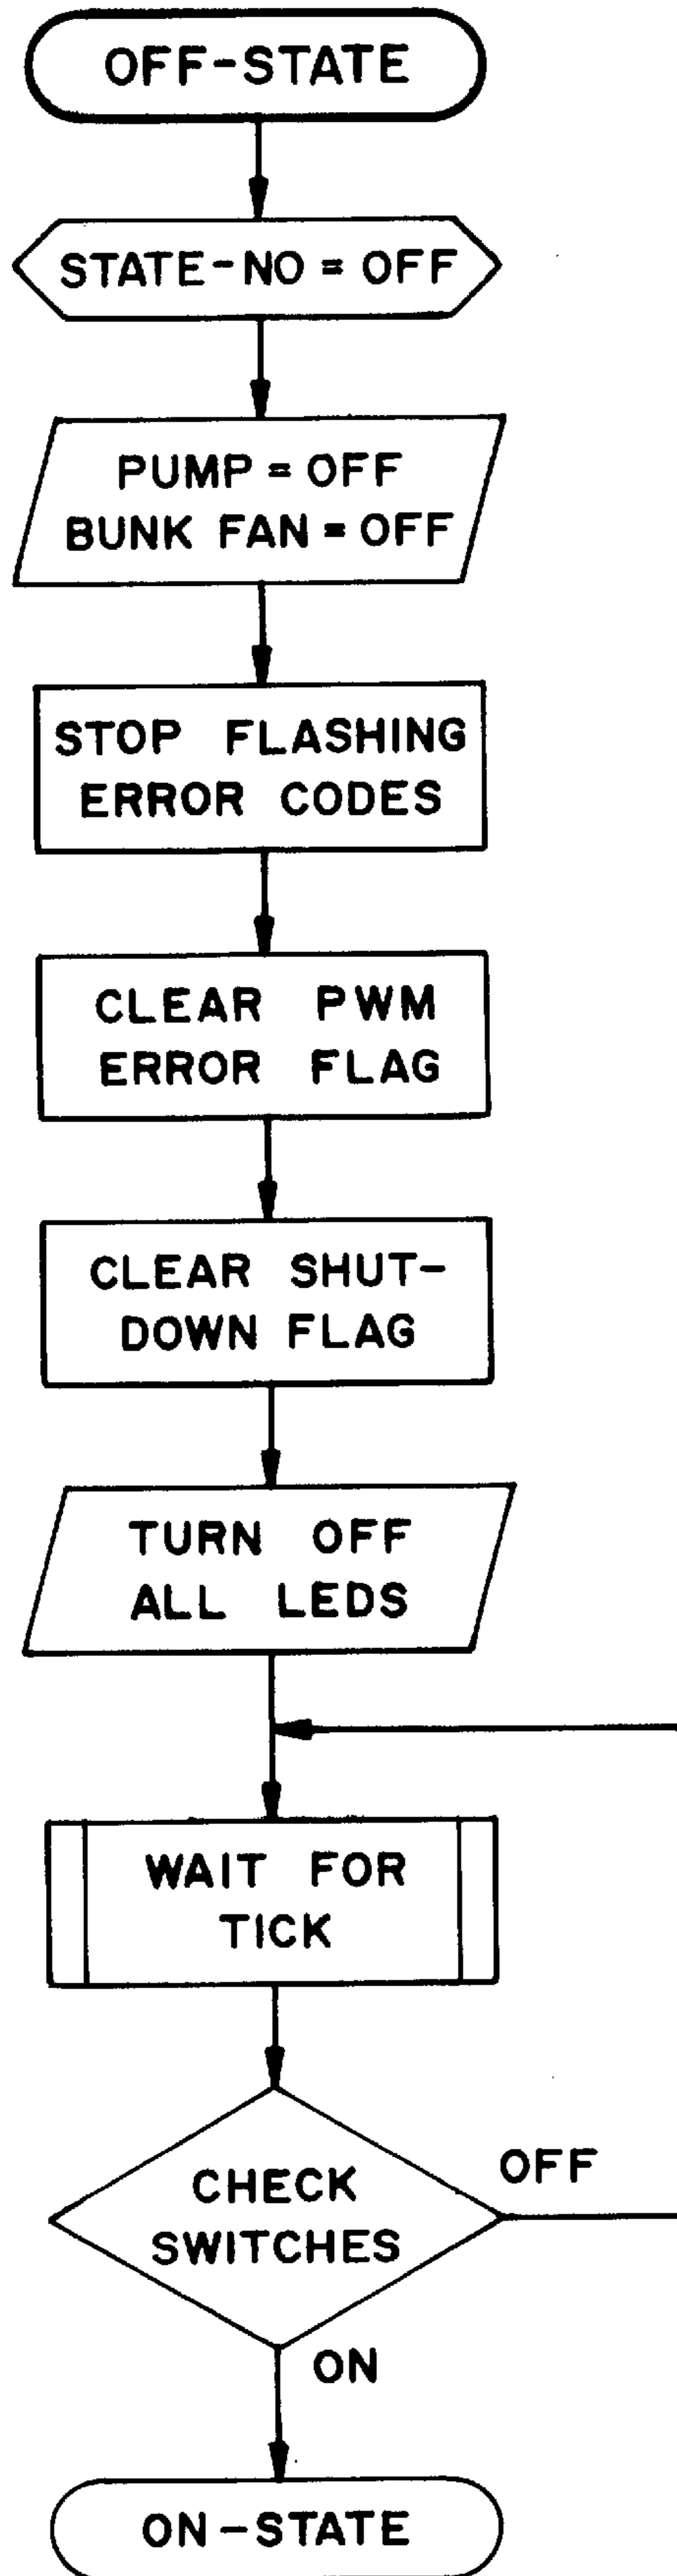 OFF-STATE
STATE-NO = OFF
PUMP = OFF
BUNK FAN = OFF
STOP FLASHING
ERROR CODES
CLEAR PWM
ERROR FLAG
CLEAR SHUT-
DOWN FLAG
TURN OFF
ALL LEDS
WAIT FOR
TICK
CHECK
SWITCHES
OFF
ON
ON-STATE